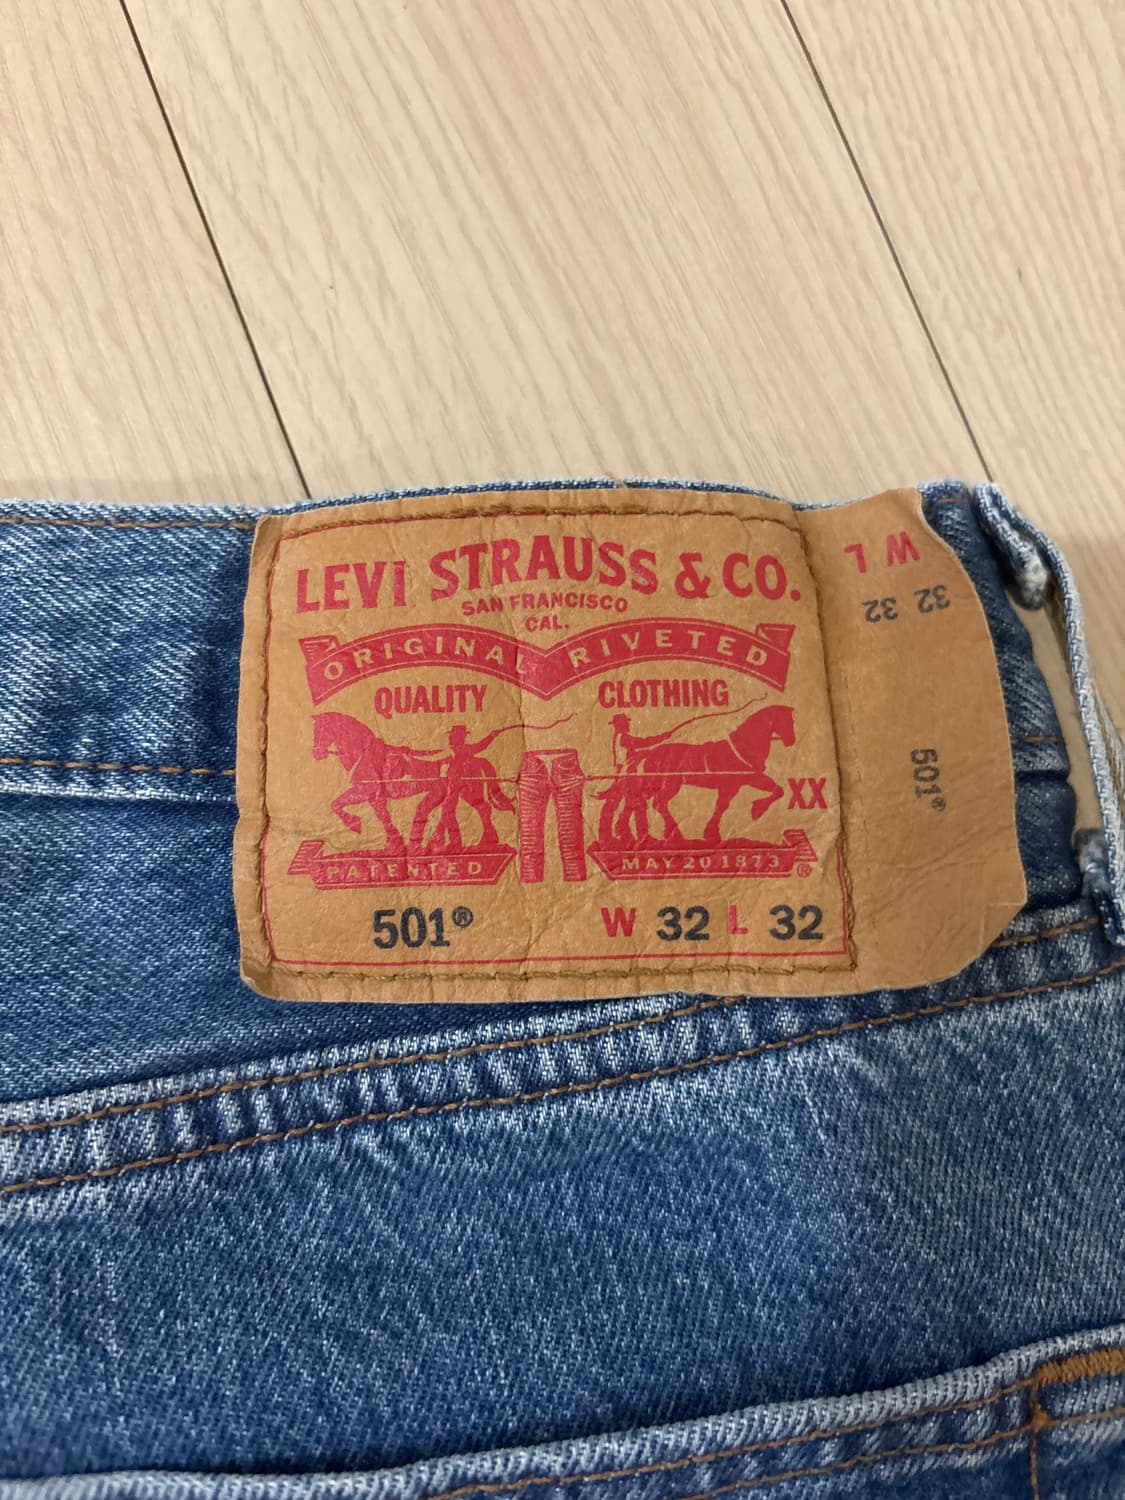 LEVI STRAUSS & CO.
SAN FRANCISCO
CAL.
ORIGINAL RIVETED
QUALITY CLOTHING
XX
PATENTED MAY 20 1873 ®
501® W 32 L 32
W L
32 32
501®